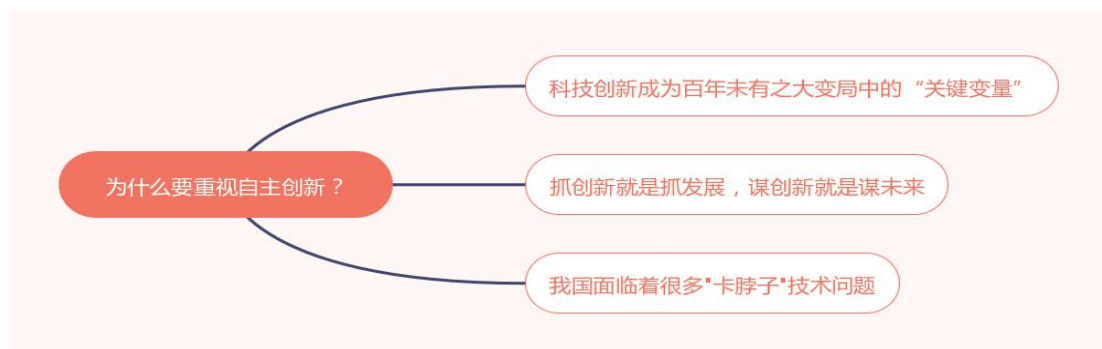 科技创新成为百年未有之大变局中的“关键变量”
为什么要重视自主创新？
抓创新就是抓发展，谋创新就是谋未来
我国面临着很多"卡脖子"技术问题